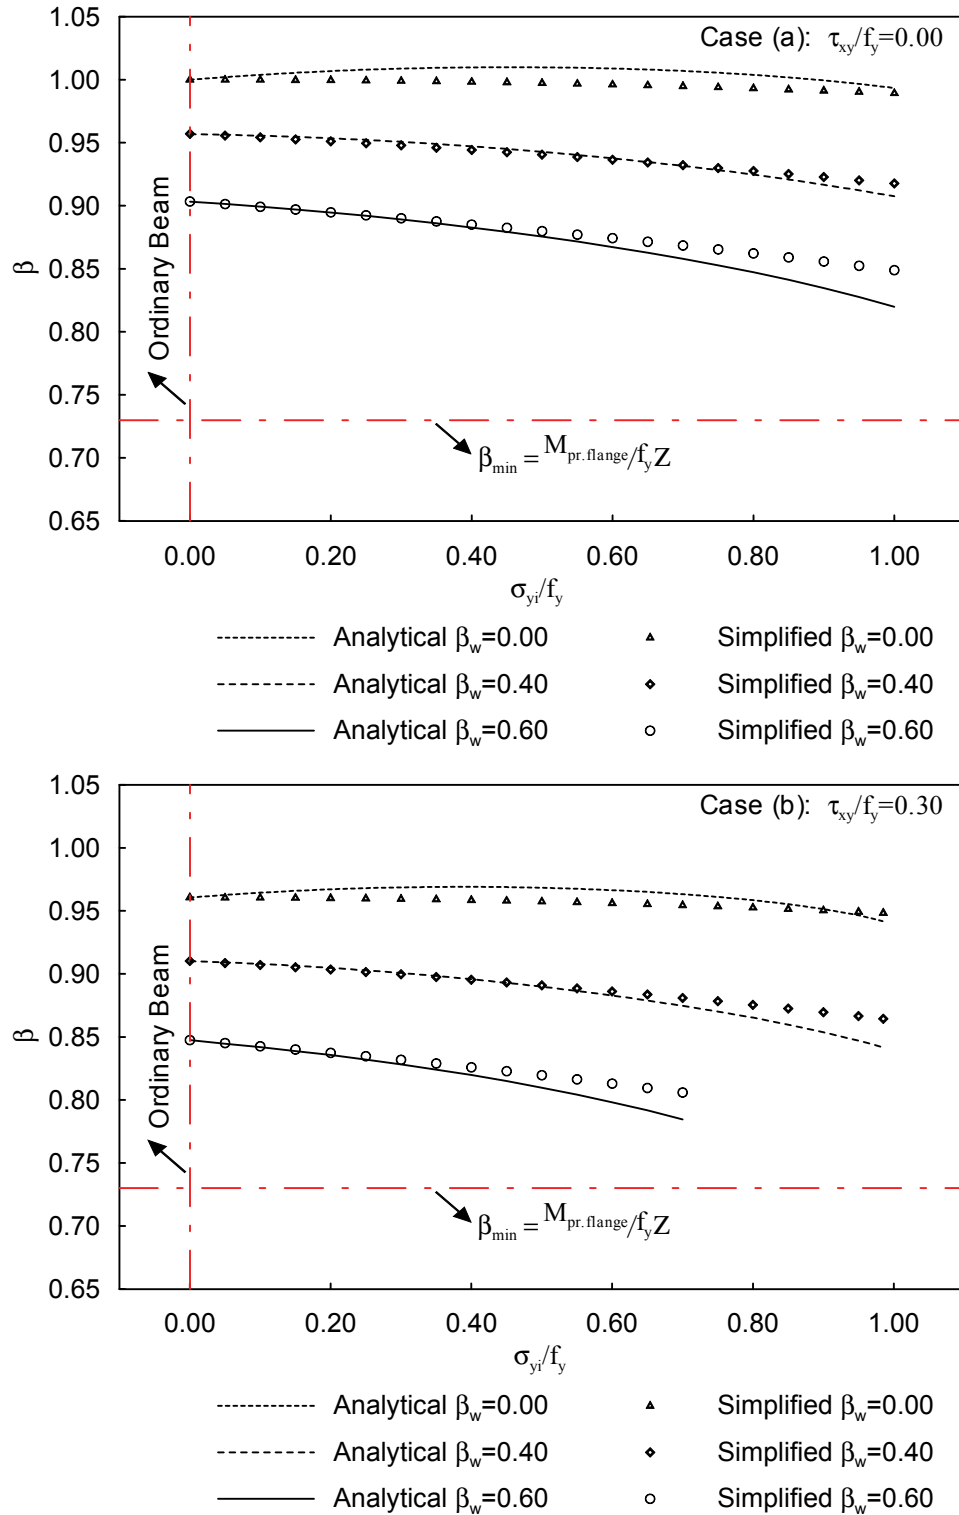 1.05
Case (a): τxy/fy=0.00
1.00
0.95
0.90
0.85
β
Ordinary Beam
0.80
0.75
0.70
βmin = Mpr.flange/fyZ
0.65
0.00 0.20 0.40 0.60 0.80 1.00
σyi/fy
Analytical βw=0.00 Simplified βw=0.00
Analytical βw=0.40 Simplified βw=0.40
Analytical βw=0.60 Simplified βw=0.60
1.05
Case (b): τxy/fy=0.30
1.00
0.95
0.90
0.85
β
Ordinary Beam
0.80
0.75
0.70
βmin = Mpr.flange/fyZ
0.65
0.00 0.20 0.40 0.60 0.80 1.00
σyi/fy
Analytical βw=0.00 Simplified βw=0.00
Analytical βw=0.40 Simplified βw=0.40
Analytical βw=0.60 Simplified βw=0.60